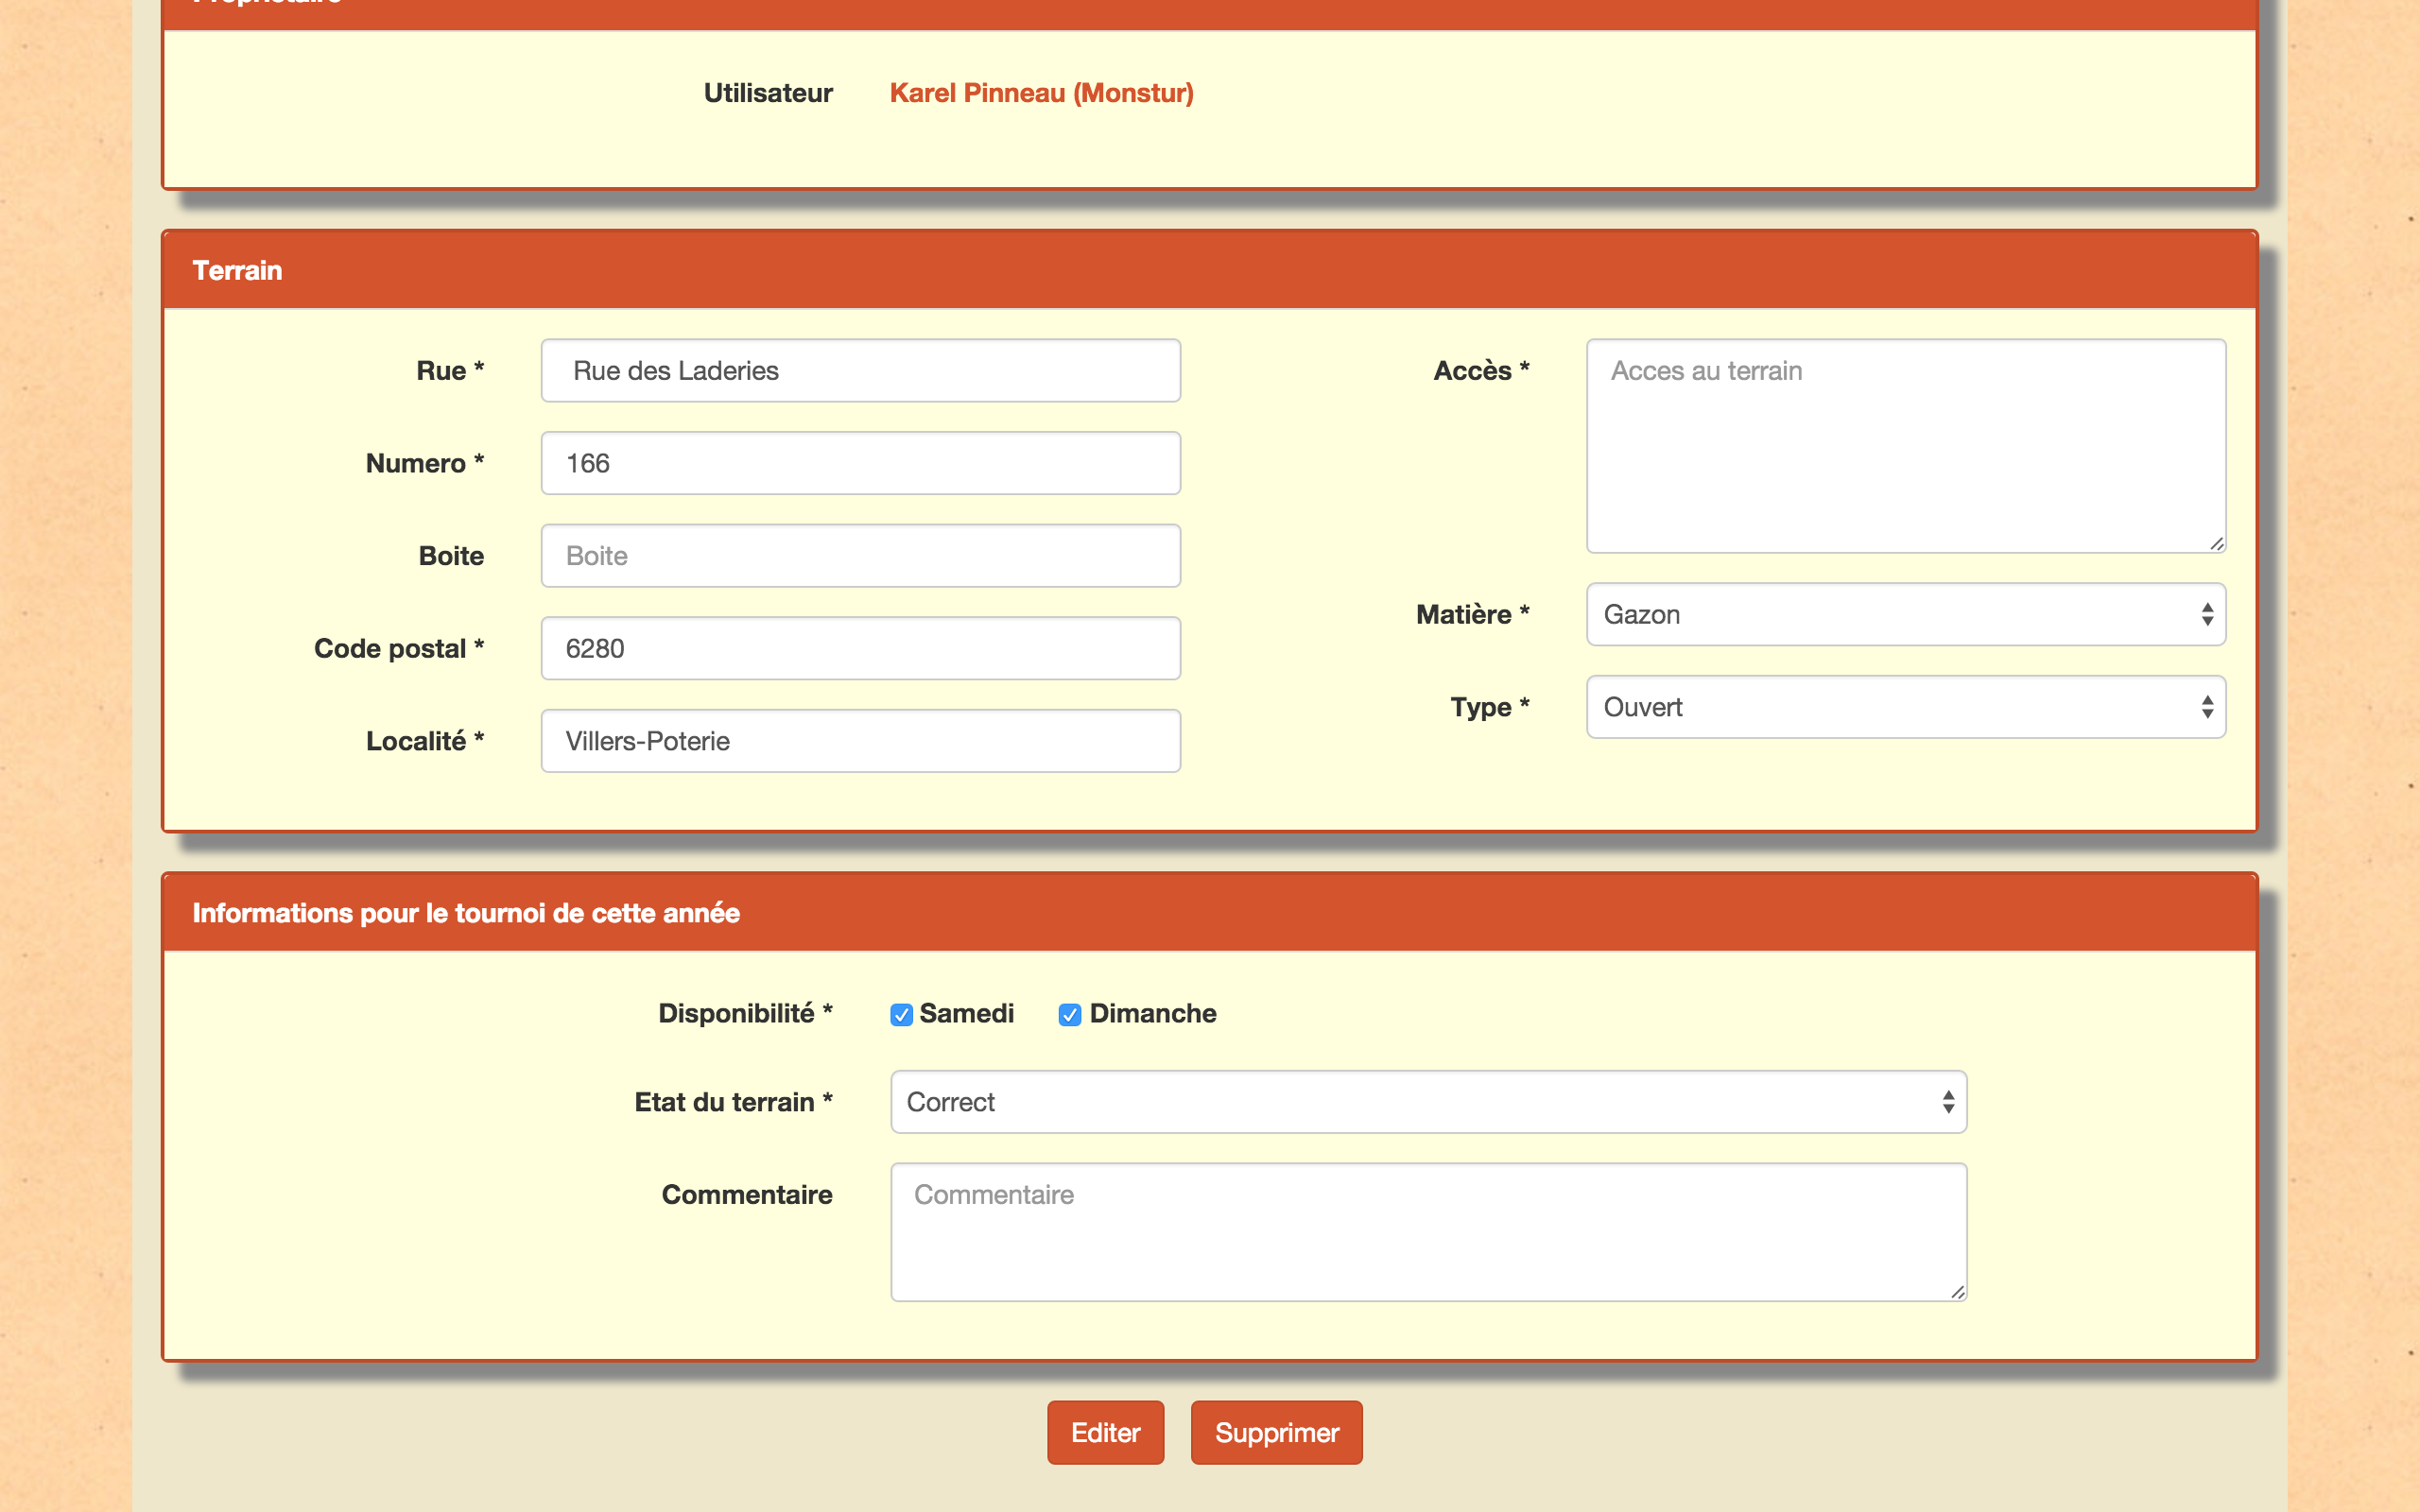 Utilisateur Karel Pinneau (Monstur)
Terrain
Rue * Rue des Laderies
Numero * 166
Boite Boite
Code postal * 6280
Localité * Villers-Poterie
Accès * Acces au terrain
Matière * Gazon
Type * Ouvert
Informations pour le tournoi de cette année
Disponibilité * Samedi Dimanche
Etat du terrain * Correct
Commentaire Commentaire
Editer Supprimer